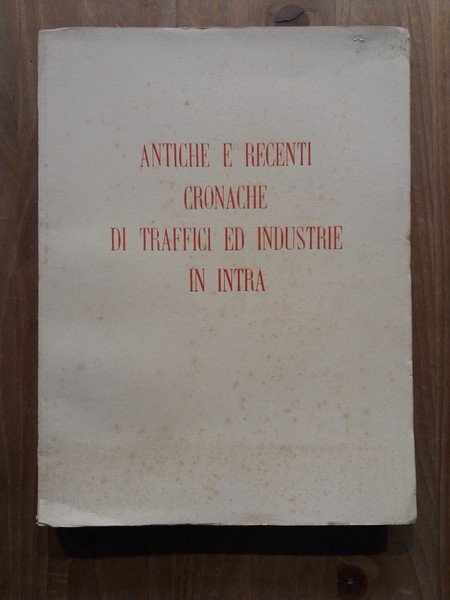 ANTICHE E RECENTI
CRONACHE
DI TRAFFICI ED INDUSTRIE
IN INTRA